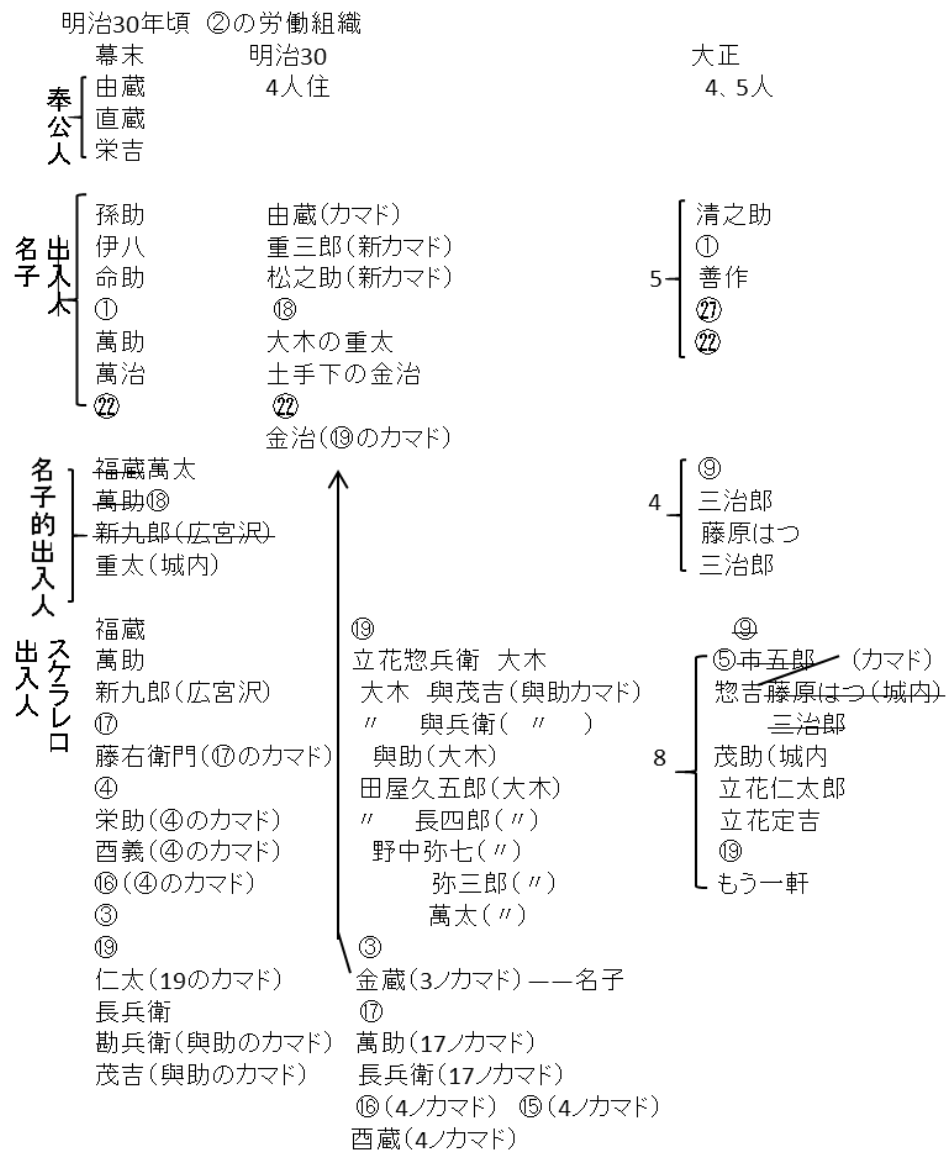 明治30年頃 ②の労働組織
幕末 明治30 大正
奉公人
由蔵 4人住 4、5人
直蔵
栄吉
出入人
名子
孫助 由蔵(カマド) 清之助
伊八 重三郎(新カマド) ①
命助 松之助(新カマド) 5 善作
① ⑱ ㉗
萬助 大木の重太 ㉒
萬治 土手下の金治
㉒ ㉒
金治(⑲のカマド)
名子的出入人
福蔵萬太 ⑨
萬助⑱ 4 三治郎
新九郎(広宮沢) 藤原はつ
重太(城内) 三治郎
スケラレロ
出入人
福蔵 ⑲ ⑨
萬助 立花惣兵衛 大木 ⑤市五郎 (カマド)
新九郎(広宮沢) 大木 與茂吉(與助カマド) 惣吉藤原はつ(城内)
⑰ 〃 與兵衛( 〃 ) 三治郎
藤右衛門(⑰のカマド) 與助(大木) 8 茂助(城内
④ 田屋久五郎(大木) 立花仁太郎
栄助(④のカマド) 〃 長四郎(〃) 立花定吉
酉義(④のカマド) 野中弥七(〃) ⑲
⑯(④のカマド) 弥三郎(〃) もう一軒
③ 萬太(〃)
⑲ ③
仁太(19のカマド) 金蔵(3ノカマド)――名子
長兵衛 ⑰
勘兵衛(與助のカマド) 萬助(17ノカマド)
茂吉(與助のカマド) 長兵衛(17ノカマド)
⑯(4ノカマド) ⑮(4ノカマド)
酉蔵(4ノカマド)